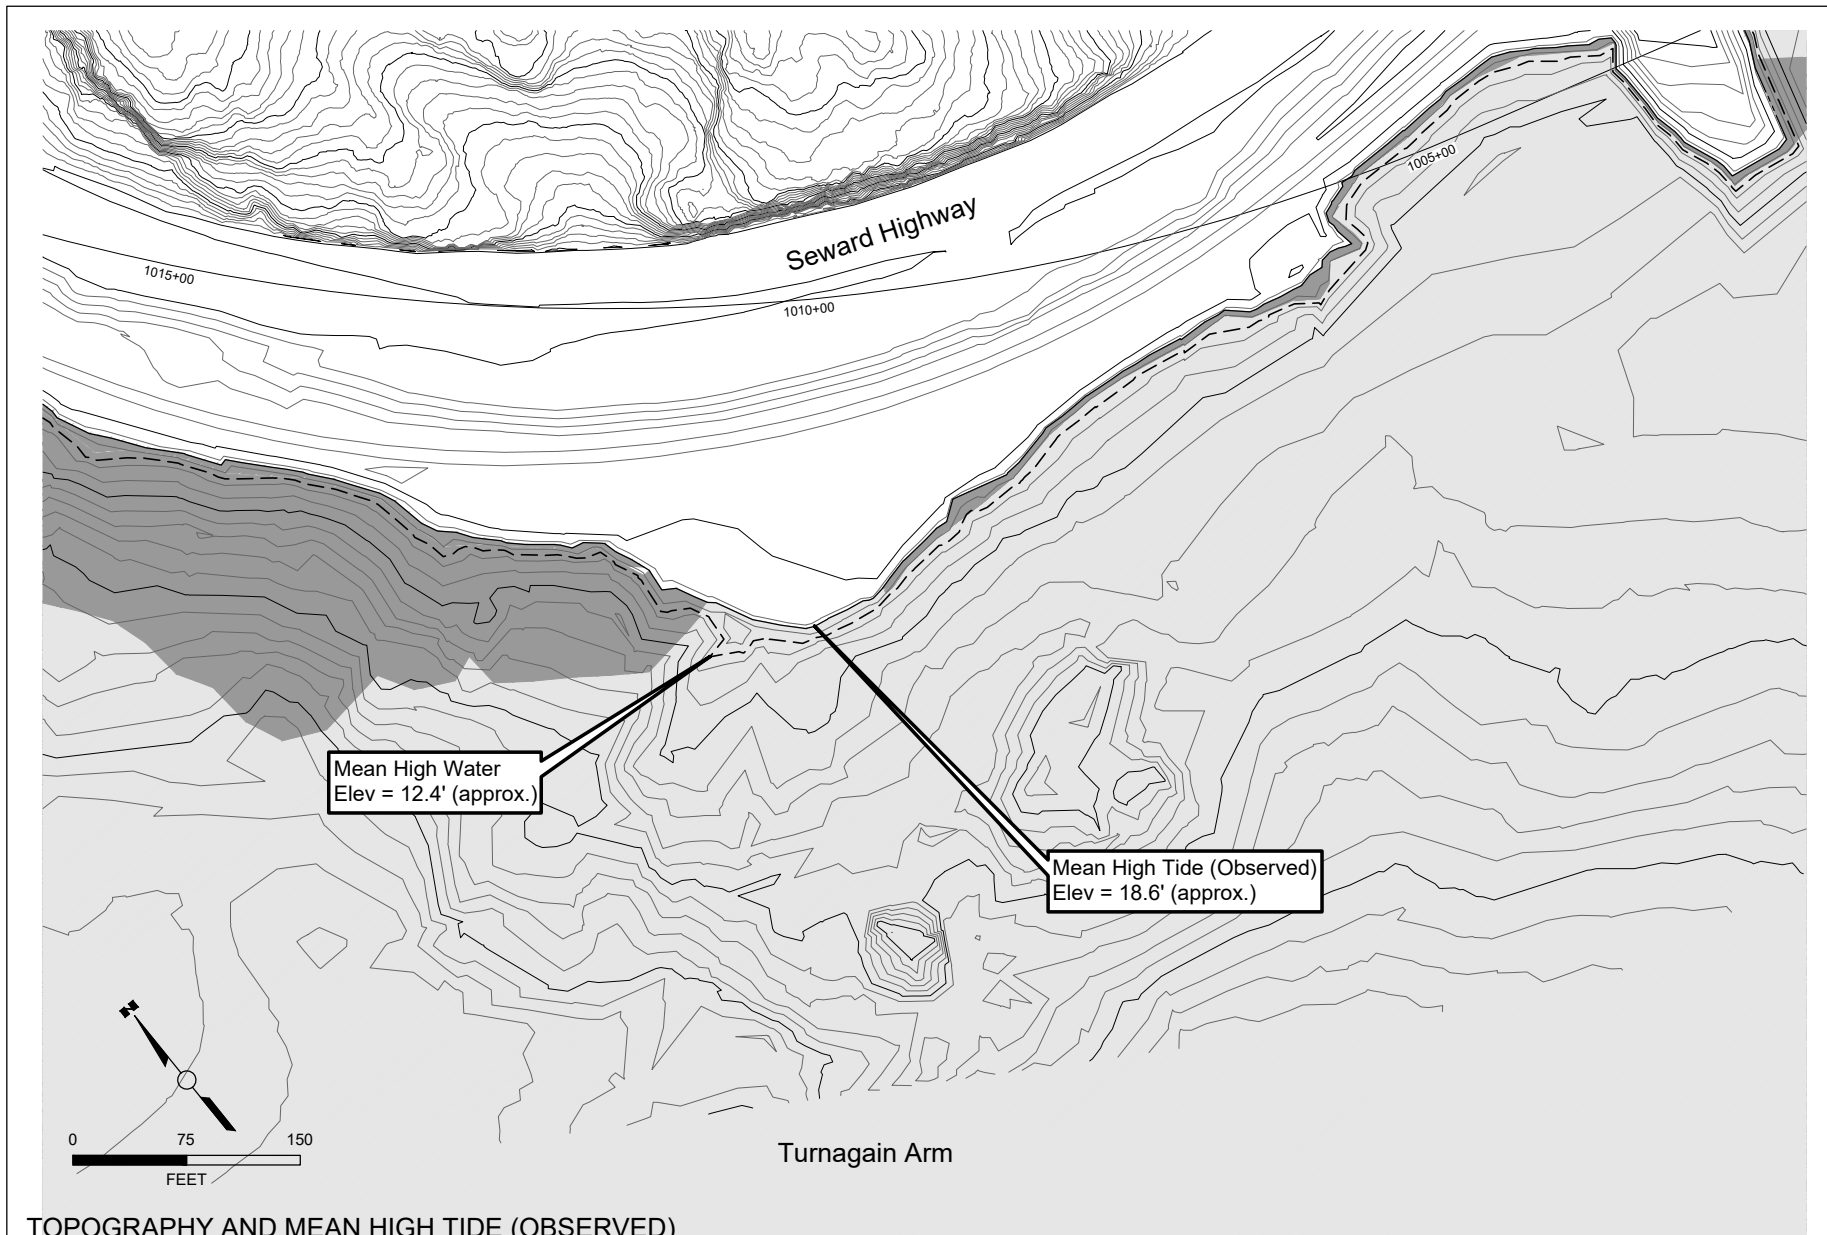 Seward Highway
1005+00
1015+00
1010+00
Mean High Water
Elev = 12.4' (approx.)
Mean High Tide (Observed)
Elev = 18.6' (approx.)
N
0 75 150
FEET
Turnagain Arm
TOPOGRAPHY AND MEAN HIGH TIDE (OBSERVED)